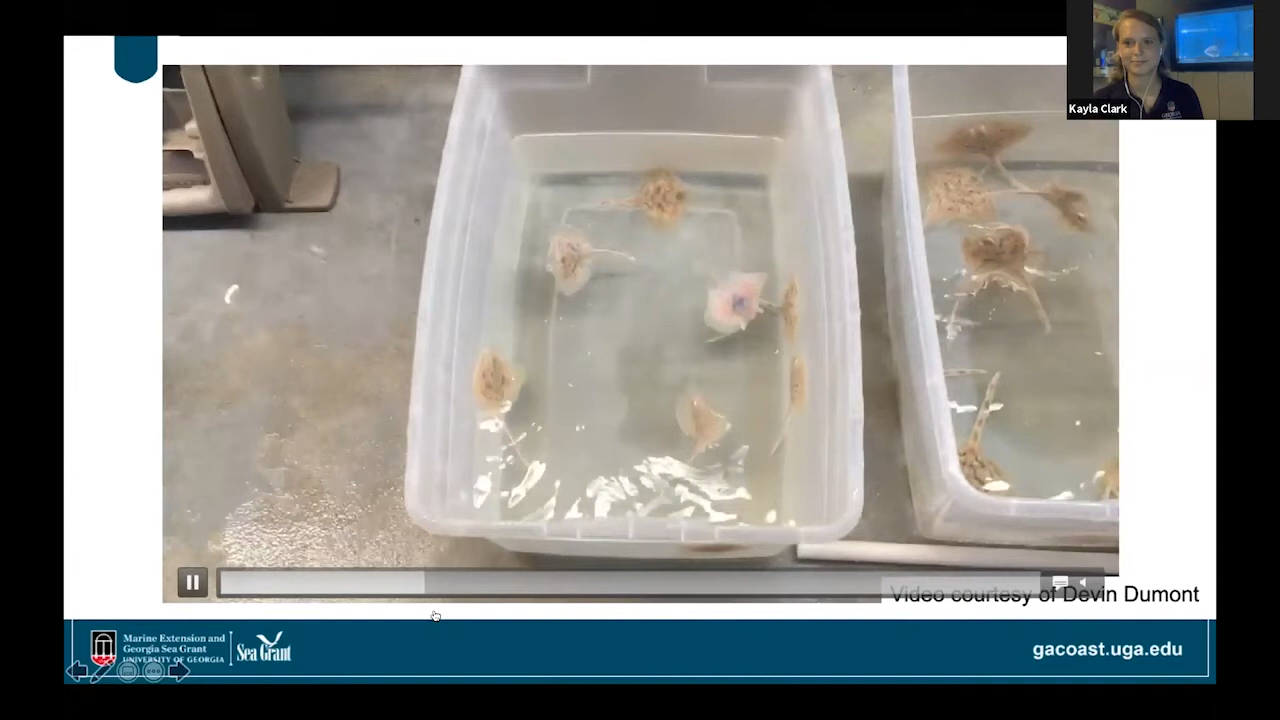 Kayla Clark
Video courtesy of Devin Dumont
Marine Extension and
Georgia Sea Grant
UNIVERSITY OF GEORGIA
Sea Grant
gacoast.uga.edu